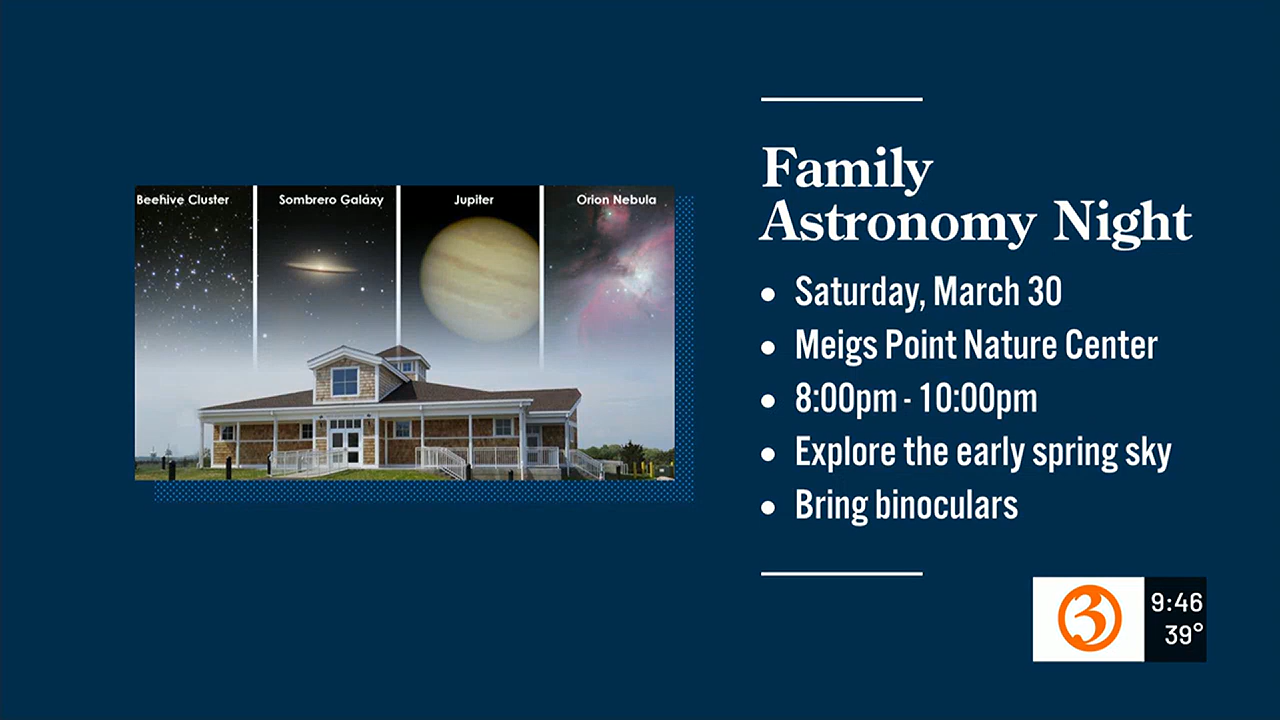 Beehive Cluster
Sombrero Galaxy
Jupiter
Orion Nebula
Family
Astronomy Night
• Saturday, March 30
• Meigs Point Nature Center
• 8:00pm - 10:00pm
• Explore the early spring sky
• Bring binoculars
3
9:46
39°